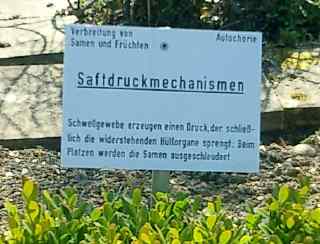 Verbreitung von Autochorie
Samen und Früchten
Saftdruckmechanismen
Schwellgewebe erzeugen einen Druck, der schließ-
lich die widerstehenden Hüllorgane sprengt. Beim
Platzen werden die Samen ausgeschleudert